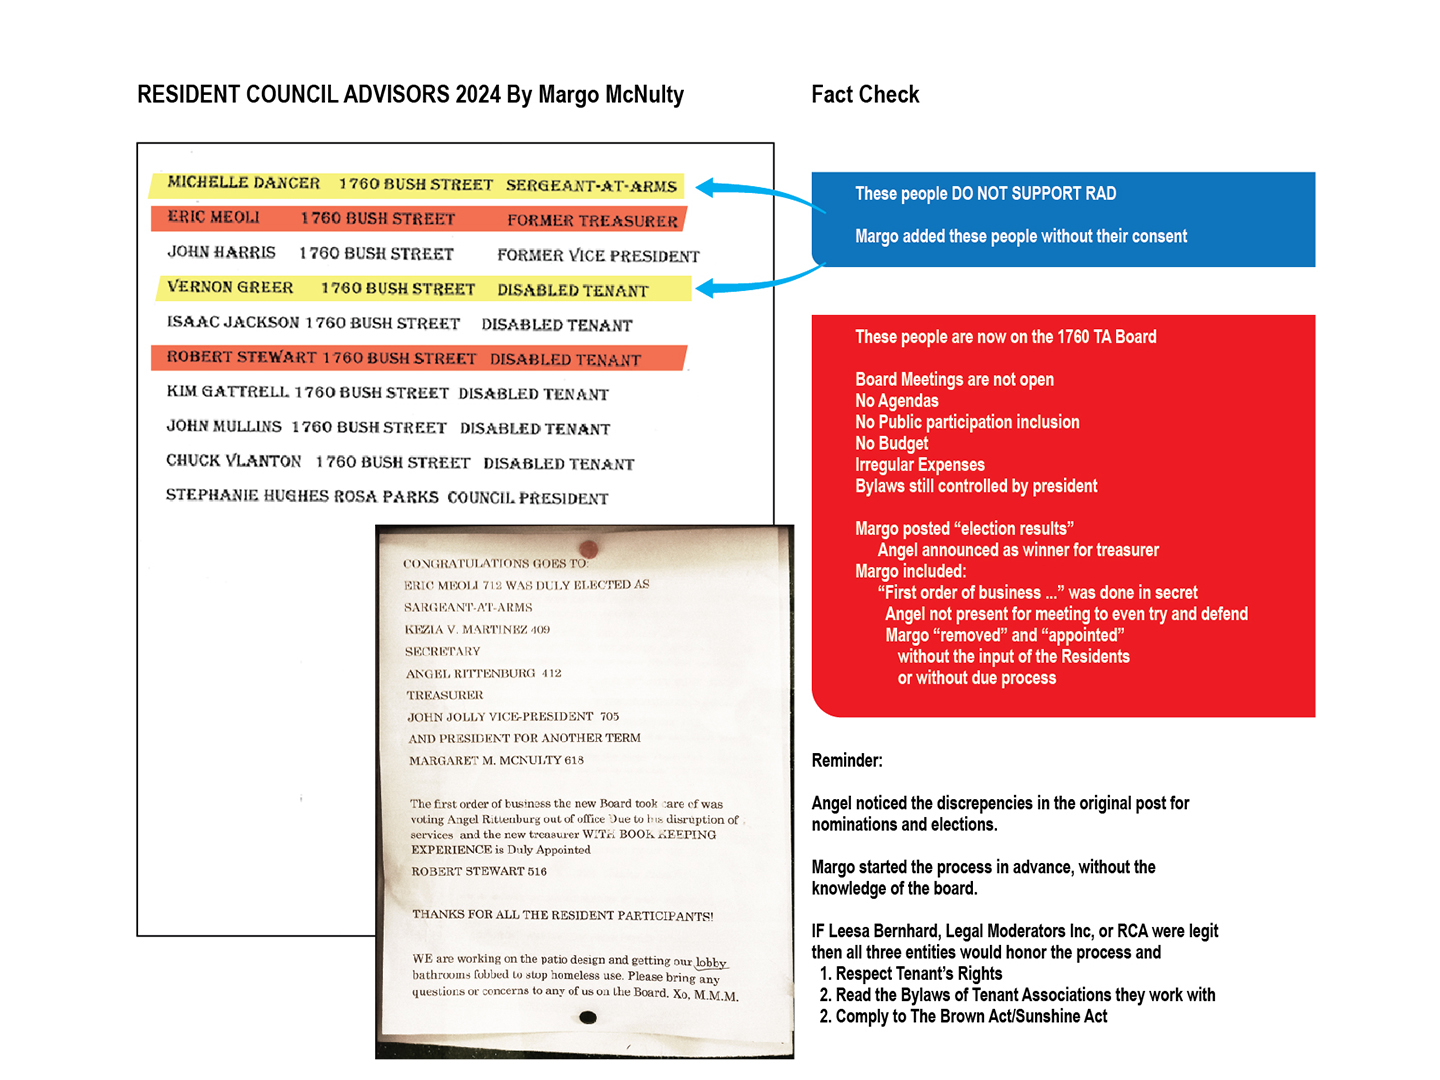 RESIDENT COUNCIL ADVISORS 2024 By Margo McNulty
MICHELLE DANCER 1760 BUSH STREET SERGEANT-AT-ARMS
ERIC MEOLI 1760 BUSH STREET FORMER TREASURER
JOHN HARRIS 1760 BUSH STREET FORMER VICE PRESIDENT
VERNON GREER 1760 BUSH STREET DISABLED TENANT
ISAAC JACKSON 1760 BUSH STREET DISABLED TENANT
ROBERT STEWART 1760 BUSH STREET DISABLED TENANT
KIM GATTRELL 1760 BUSH STREET DISABLED TENANT
JOHN MULLINS 1760 BUSH STREET DISABLED TENANT
CHUCK VLANTON 1760 BUSH STREET DISABLED TENANT
STEPHANIE HUGHES ROSA PARKS COUNCIL PRESIDENT
CONGRATULATIONS GOES TO:
ERIC MEOLI 712 WAS DULY ELECTED AS
SARGEANT-AT-ARMS
KEZIA V. MARTINEZ 409
SECRETARY
ANGEL RITTENBURG 412
TREASURER
JOHN JOLLY VICE-PRESIDENT 705
AND PRESIDENT FOR ANOTHER TERM
MARGARET M. MCNULTY 618
The first order of business the new Board took care of was
voting Angel Rittenburg out of office Due to his disruption of
services and the new treasurer WITH BOOK KEEPING
EXPERIENCE is Duly Appointed
ROBERT STEWART 516
THANKS FOR ALL THE RESIDENT PARTICIPANTS!
WE are working on the patio design and getting our lobby
bathrooms fobbed to stop homeless use. Please bring any
questions or concerns to any of us on the Board. Xo, M.M.M.
Fact Check
These people DO NOT SUPPORT RAD
Margo added these people without their consent
These people are now on the 1760 TA Board
Board Meetings are not open
No Agendas
No Public participation inclusion
No Budget
Irregular Expenses
Bylaws still controlled by president
Margo posted “election results”
Angel announced as winner for treasurer
Margo included:
“First order of business ...” was done in secret
Angel not present for meeting to even try and defend
Margo “removed” and “appointed”
without the input of the Residents
or without due process
Reminder:
Angel noticed the discrepencies in the original post for
nominations and elections.
Margo started the process in advance, without the
knowledge of the board.
IF Leesa Bernhard, Legal Moderators Inc, or RCA were legit
then all three entities would honor the process and
1. Respect Tenant’s Rights
2. Read the Bylaws of Tenant Associations they work with
2. Comply to The Brown Act/Sunshine Act